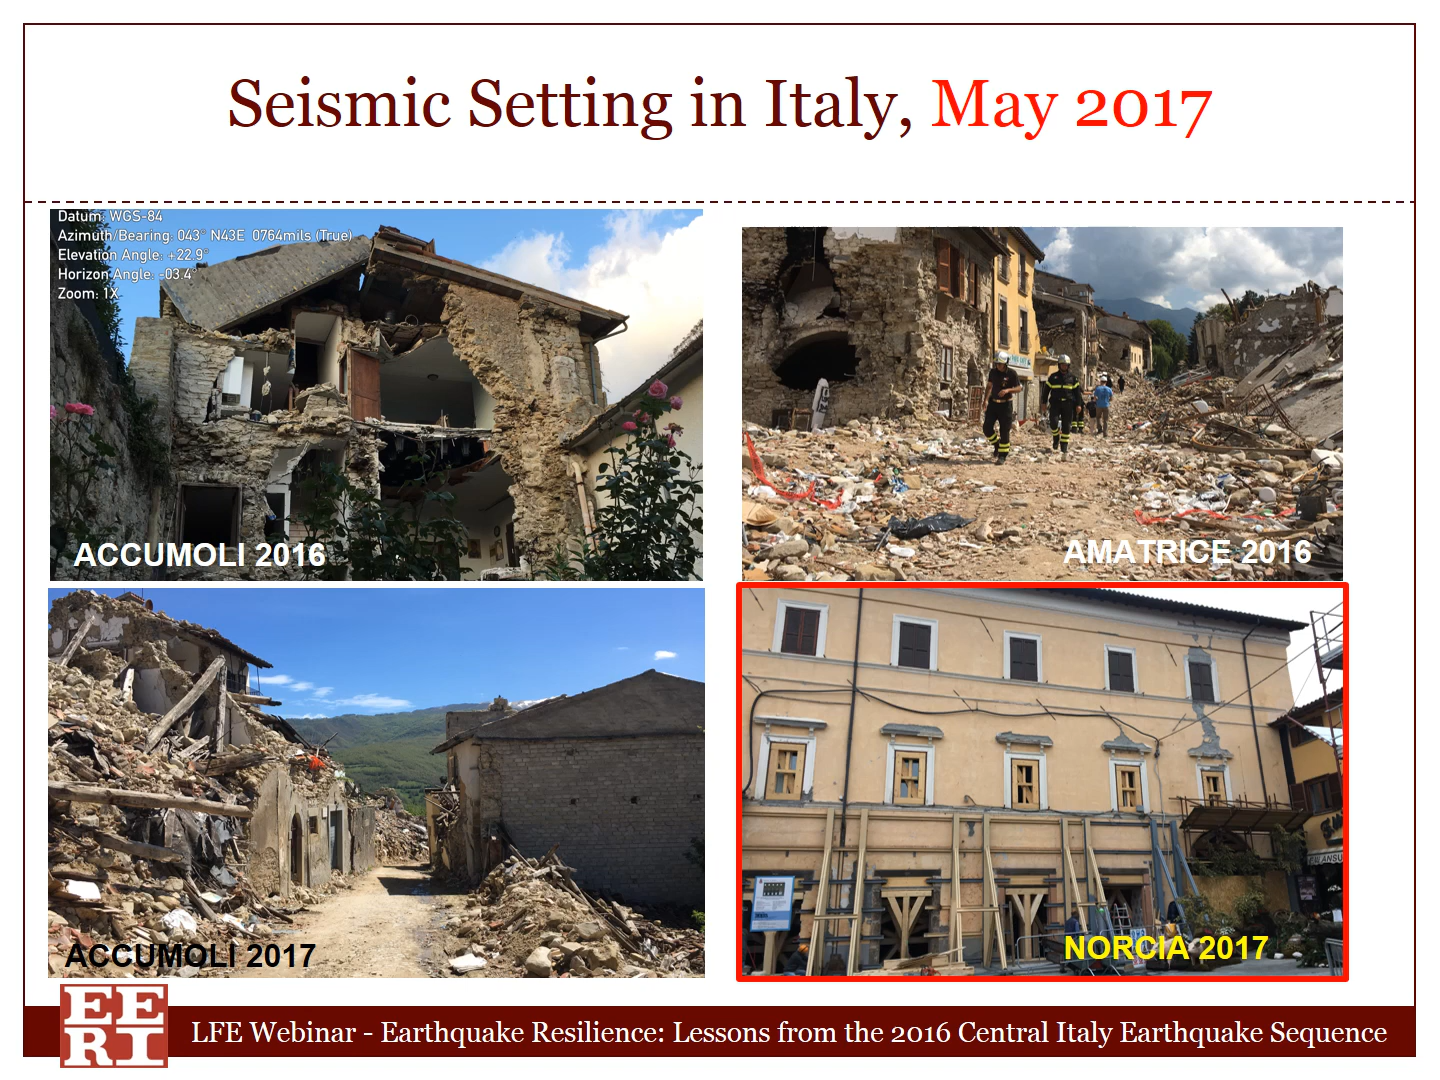 Seismic Setting in Italy, May 2017
Datum: WGS-84
Azimuth/Bearing: 043° N43E 0764mils (True)
Elevation Angle: +22.9°
Horizon Angle: -03.4°
Zoom: 1X
ACCUMOLI 2016
AMATRICE 2016
ACCUMOLI 2017
NORCIA 2017
EE
RI
LFE Webinar - Earthquake Resilience: Lessons from the 2016 Central Italy Earthquake Sequence